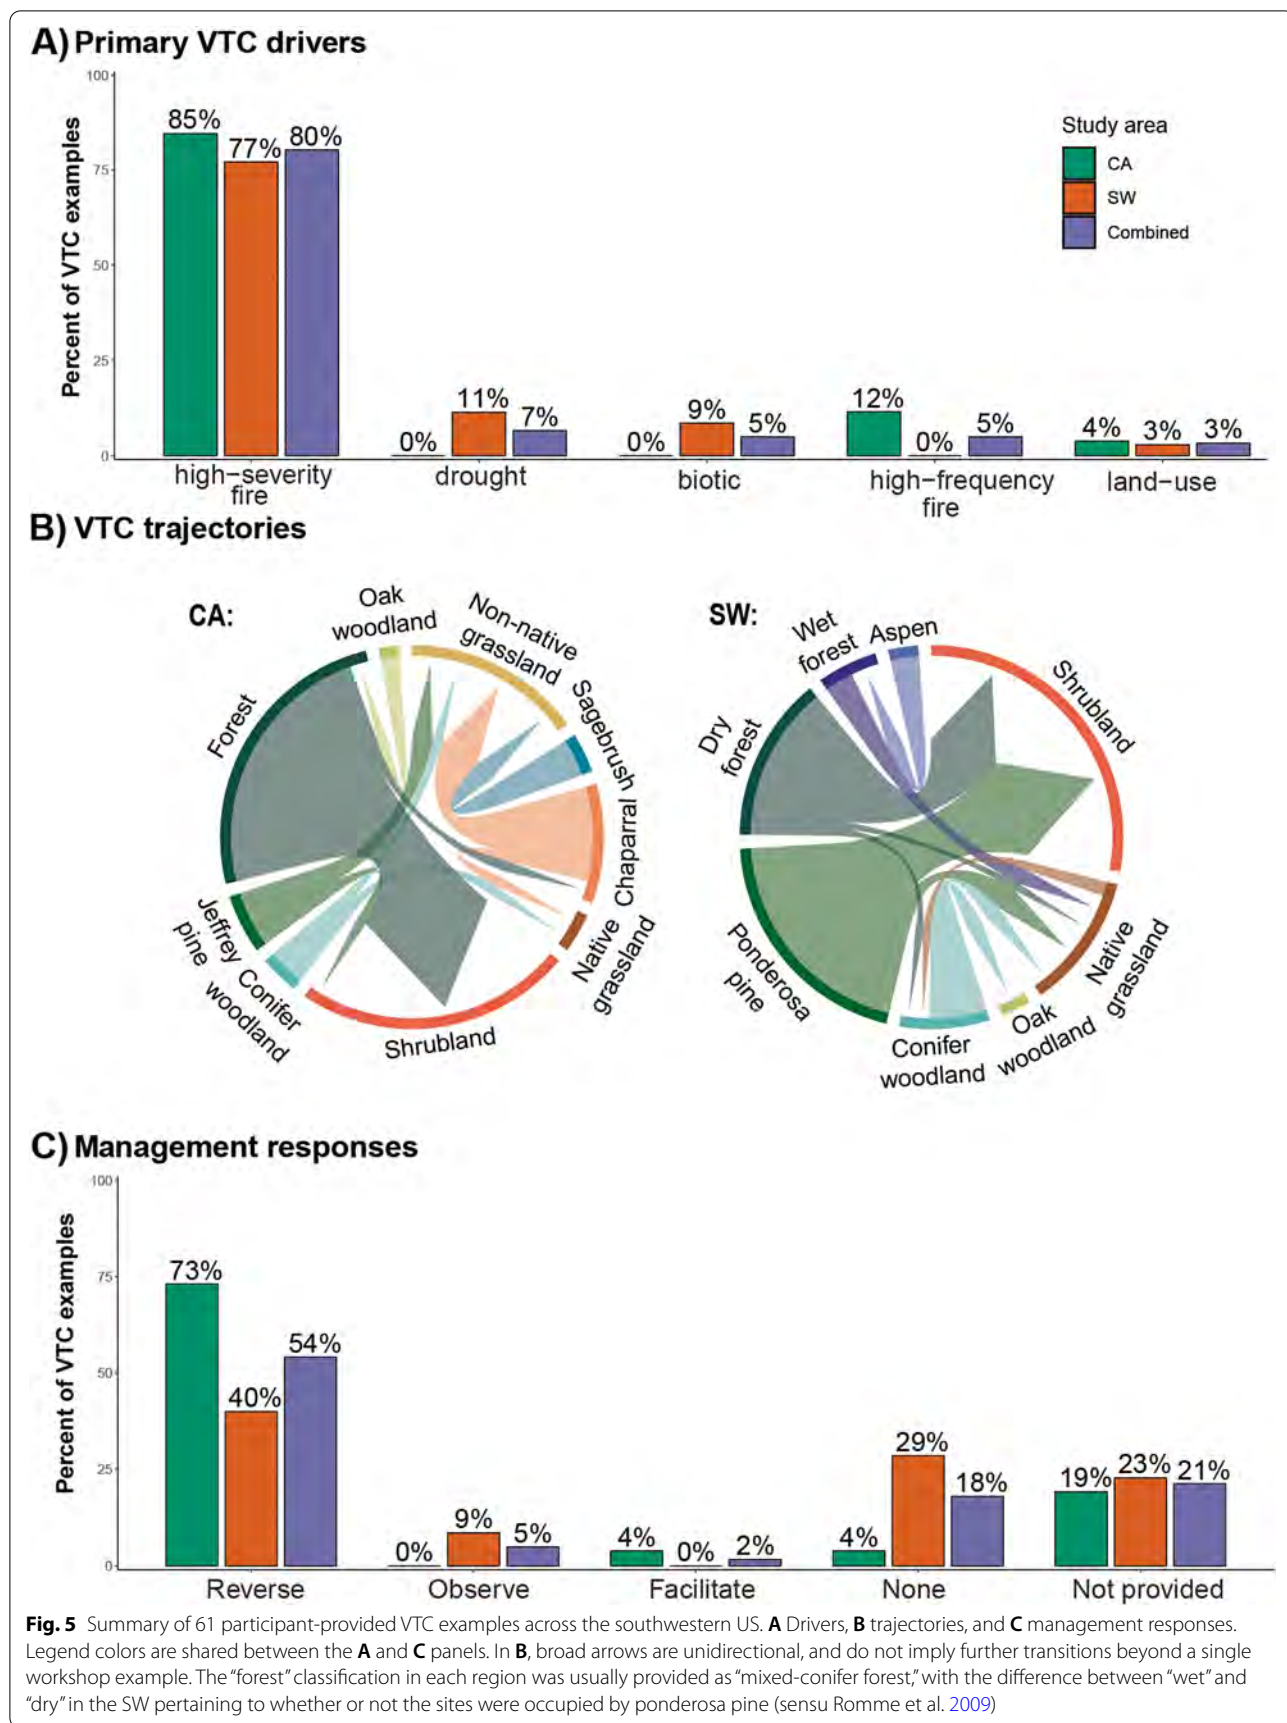 A) Primary VTC drivers
Percent of VTC examples
100
75
50
25
0
85%
77%
80%
0%
11%
7%
0%
9%
5%
12%
0%
5%
4%
3%
3%
high−severity
fire
drought
biotic
high−frequency
fire
land−use
Study area
CA
SW
Combined
B) VTC trajectories
CA:
Oak
woodland
Non-native
grassland
Sagebrush
Chaparral
Native
grassland
Shrubland
Conifer
woodland
Jeffrey
pine
Forest
SW:
Wet
forest
Aspen
Shrubland
Native
grassland
Oak
woodland
Conifer
woodland
Ponderosa
pine
Dry
forest
C) Management responses
Percent of VTC examples
100
75
50
25
0
73%
40%
54%
0%
9%
5%
4%
0%
2%
4%
29%
18%
19%
23%
21%
Reverse
Observe
Facilitate
None
Not provided
Fig. 5 Summary of 61 participant-provided VTC examples across the southwestern US. A Drivers, B trajectories, and C management responses.
Legend colors are shared between the A and C panels. In B, broad arrows are unidirectional, and do not imply further transitions beyond a single
workshop example. The “forest” classification in each region was usually provided as “mixed-conifer forest,” with the difference between “wet” and
“dry” in the SW pertaining to whether or not the sites were occupied by ponderosa pine (sensu Romme et al. 2009)